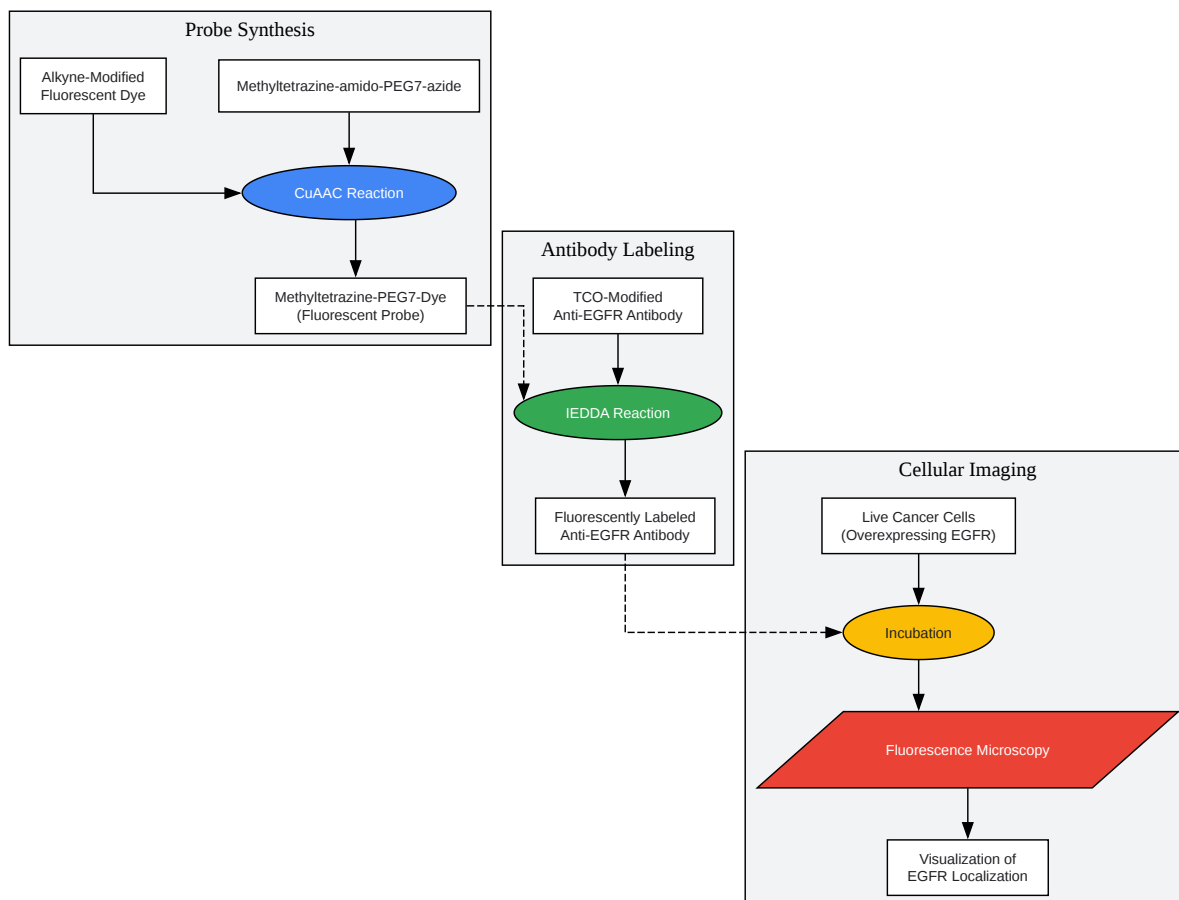 Probe Synthesis
Alkyne-Modified
Fluorescent Dye
Methyltetrazine-amido-PEG7-azide
CuAAC Reaction
Methyltetrazine-PEG7-Dye
(Fluorescent Probe)
Antibody Labeling
TCO-Modified
Anti-EGFR Antibody
IEDDA Reaction
Fluorescently Labeled
Anti-EGFR Antibody
Cellular Imaging
Live Cancer Cells
(Overexpressing EGFR)
Incubation
Fluorescence Microscopy
Visualization of
EGFR Localization